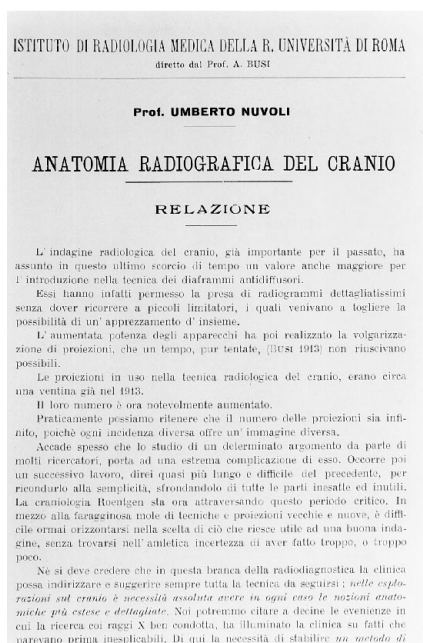 ISTITUTO DI RADIOLOGIA MEDICA DELLA R. UNIVERSITÀ DI ROMA
diretto dal Prof. A. BUSI
Prof. UMBERTO NUVOLI
ANATOMIA RADIOGRAFICA DEL CRANIO
RELAZIONE
L' indagine radiologica del cranio, già importante per il passato, ha
assunto in questo ultimo scorcio di tempo un valore anche maggiore per
l' introduzione nella tecnica dei diaframmi antidiffusori.
Essi hanno infatti permesso la presa di radiogrammi dettagliatissimi
senza dover ricorrere a piccoli limitatori, i quali venivano a togliere la
possibilità di un' apprezzamento d' insieme.
L' aumentata potenza degli apparecchi ha poi realizzato la volgarizza-
zione di proiezioni, che un tempo, pur tentate, (BUSI 1913) non riuscivano
possibili.
Le proiezioni in uso nella tecnica radiologica del cranio, erano circa
una ventina già nel 1913.
Il loro numero è ora notevolmente aumentato.
Praticamente possiamo ritenere che il numero delle proiezioni sia infi-
nito, poichè ogni incidenza diversa offre un' immagine diversa.
Accade spesso che lo studio di un determinato argomento da parte di
molti ricercatori, porta ad una estrema complicazione di esso. Occorre poi
un successivo lavoro, direi quasi più lungo e difficile del precedente, per
ricondurlo alla semplicità, sfrondandolo di tutte le parti inesatte ed inutili.
La craniologia Roentgen sta ora attraversando questo periodo critico. In
mezzo alla faraginosa mole di tecniche e proiezioni vecchie e nuove, è diffi-
cile ormai orizzontarsi nella scelta di ciò che riesce utile ad una buona inda-
gine, senza trovarsi nell' amletica incertezza di aver fatto troppo, o troppo
poco.
Nè si deve credere che in questa branca della radiodiagnostica la clinica
possa indirizzare e suggerire sempre tutta la tecnica da seguirsi ; nelle esplo-
razioni sul cranio è necessità assoluta avere in ogni caso le nozioni anato-
miche più estese e dettagliate. Noi potremmo citare a decine le evenienze in
cui la ricerca coi raggi X ben condotta, ha illuminato la clinica su fatti che
parevano prima inesplicabili. Di qui la necessità di stabilire un metodo di